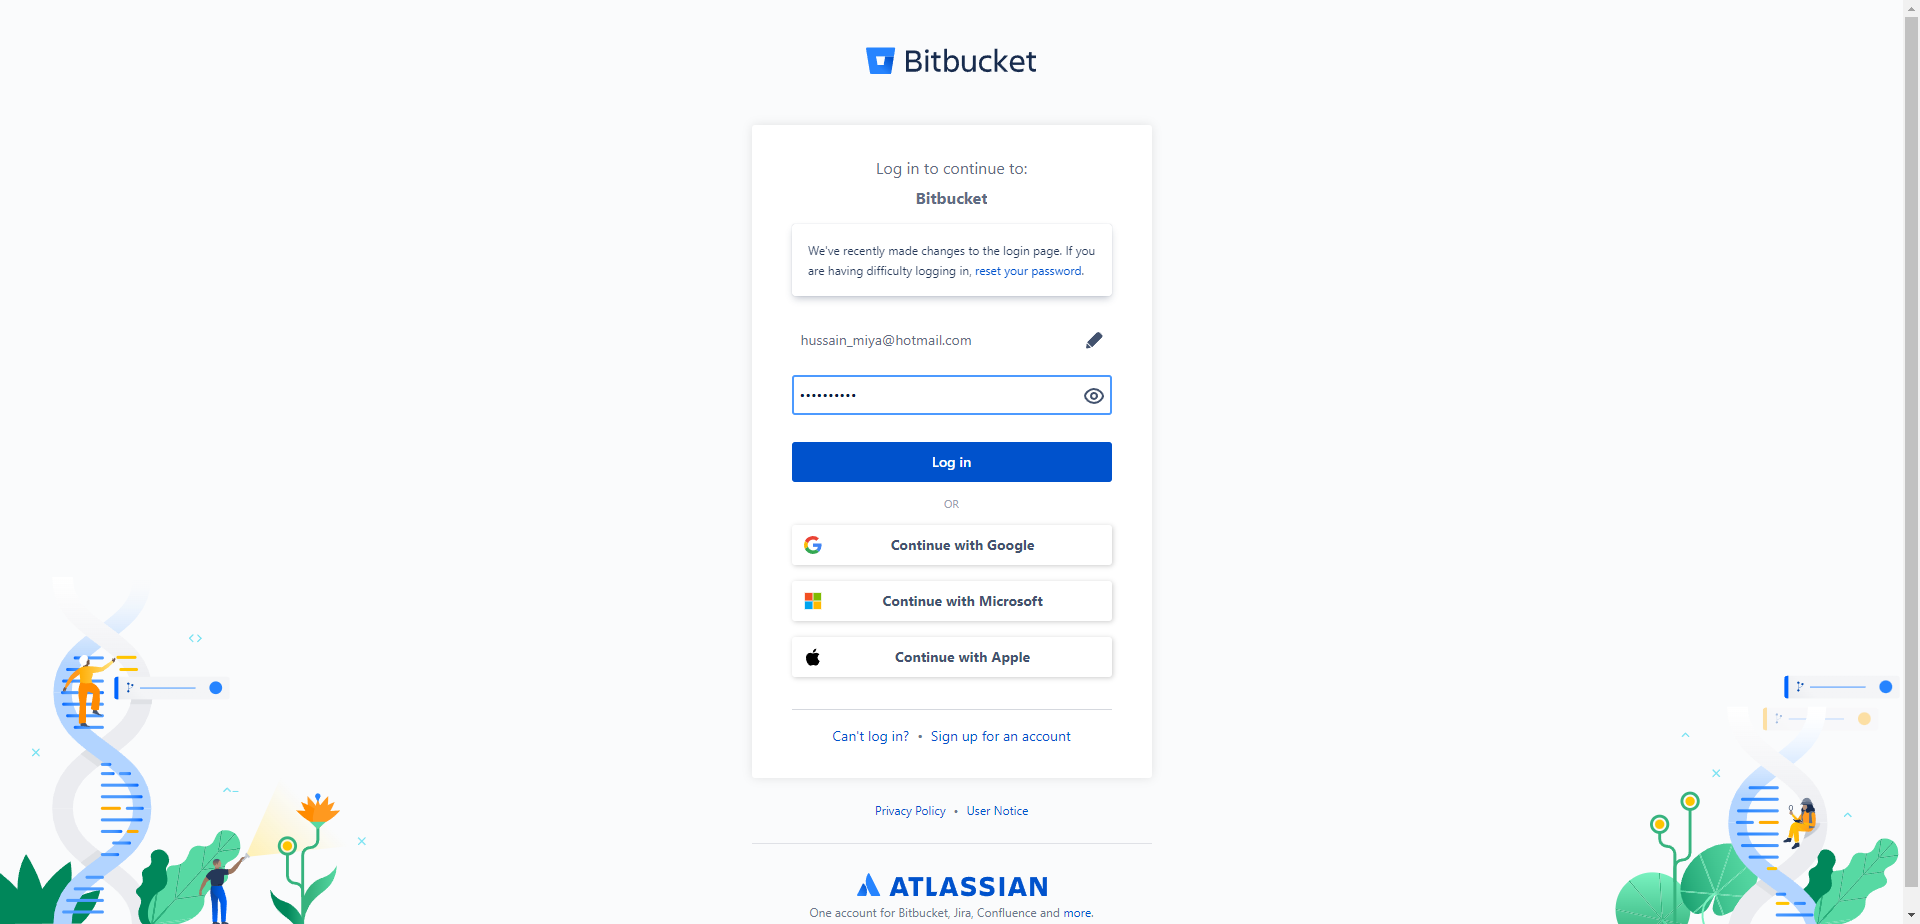 Bitbucket
Log in to continue to:
Bitbucket
We've recently made changes to the login page. If you
are having difficulty logging in, reset your password.
hussain_miya@hotmail.com
••••••••••
Log in
OR
Continue with Google
Continue with Microsoft
Continue with Apple
Can't log in? • Sign up for an account
Privacy Policy • User Notice
ATLASSIAN
One account for Bitbucket, Jira, Confluence and more.